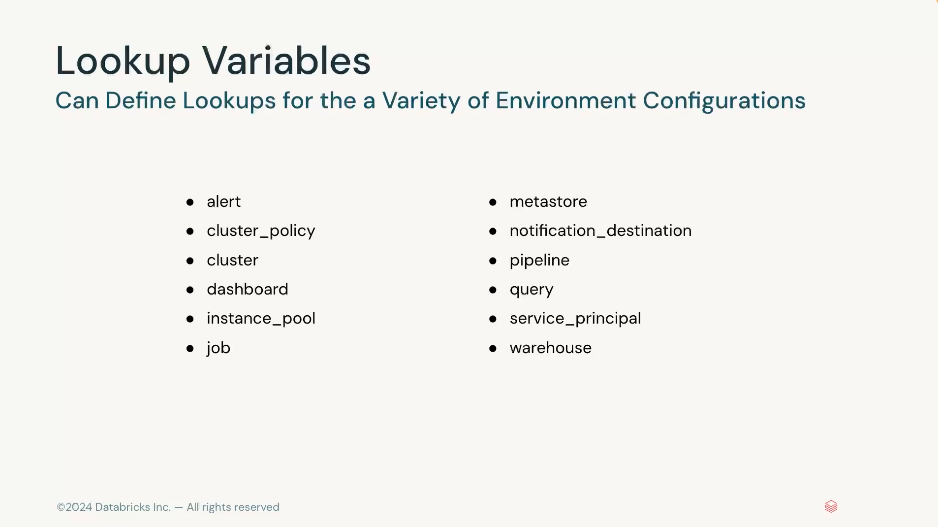 Lookup Variables
Can Define Lookups for the a Variety of Environment Configurations
● alert
● cluster_policy
● cluster
● dashboard
● instance_pool
● job
● metastore
● notification_destination
● pipeline
● query
● service_principal
● warehouse
©2024 Databricks Inc. — All rights reserved